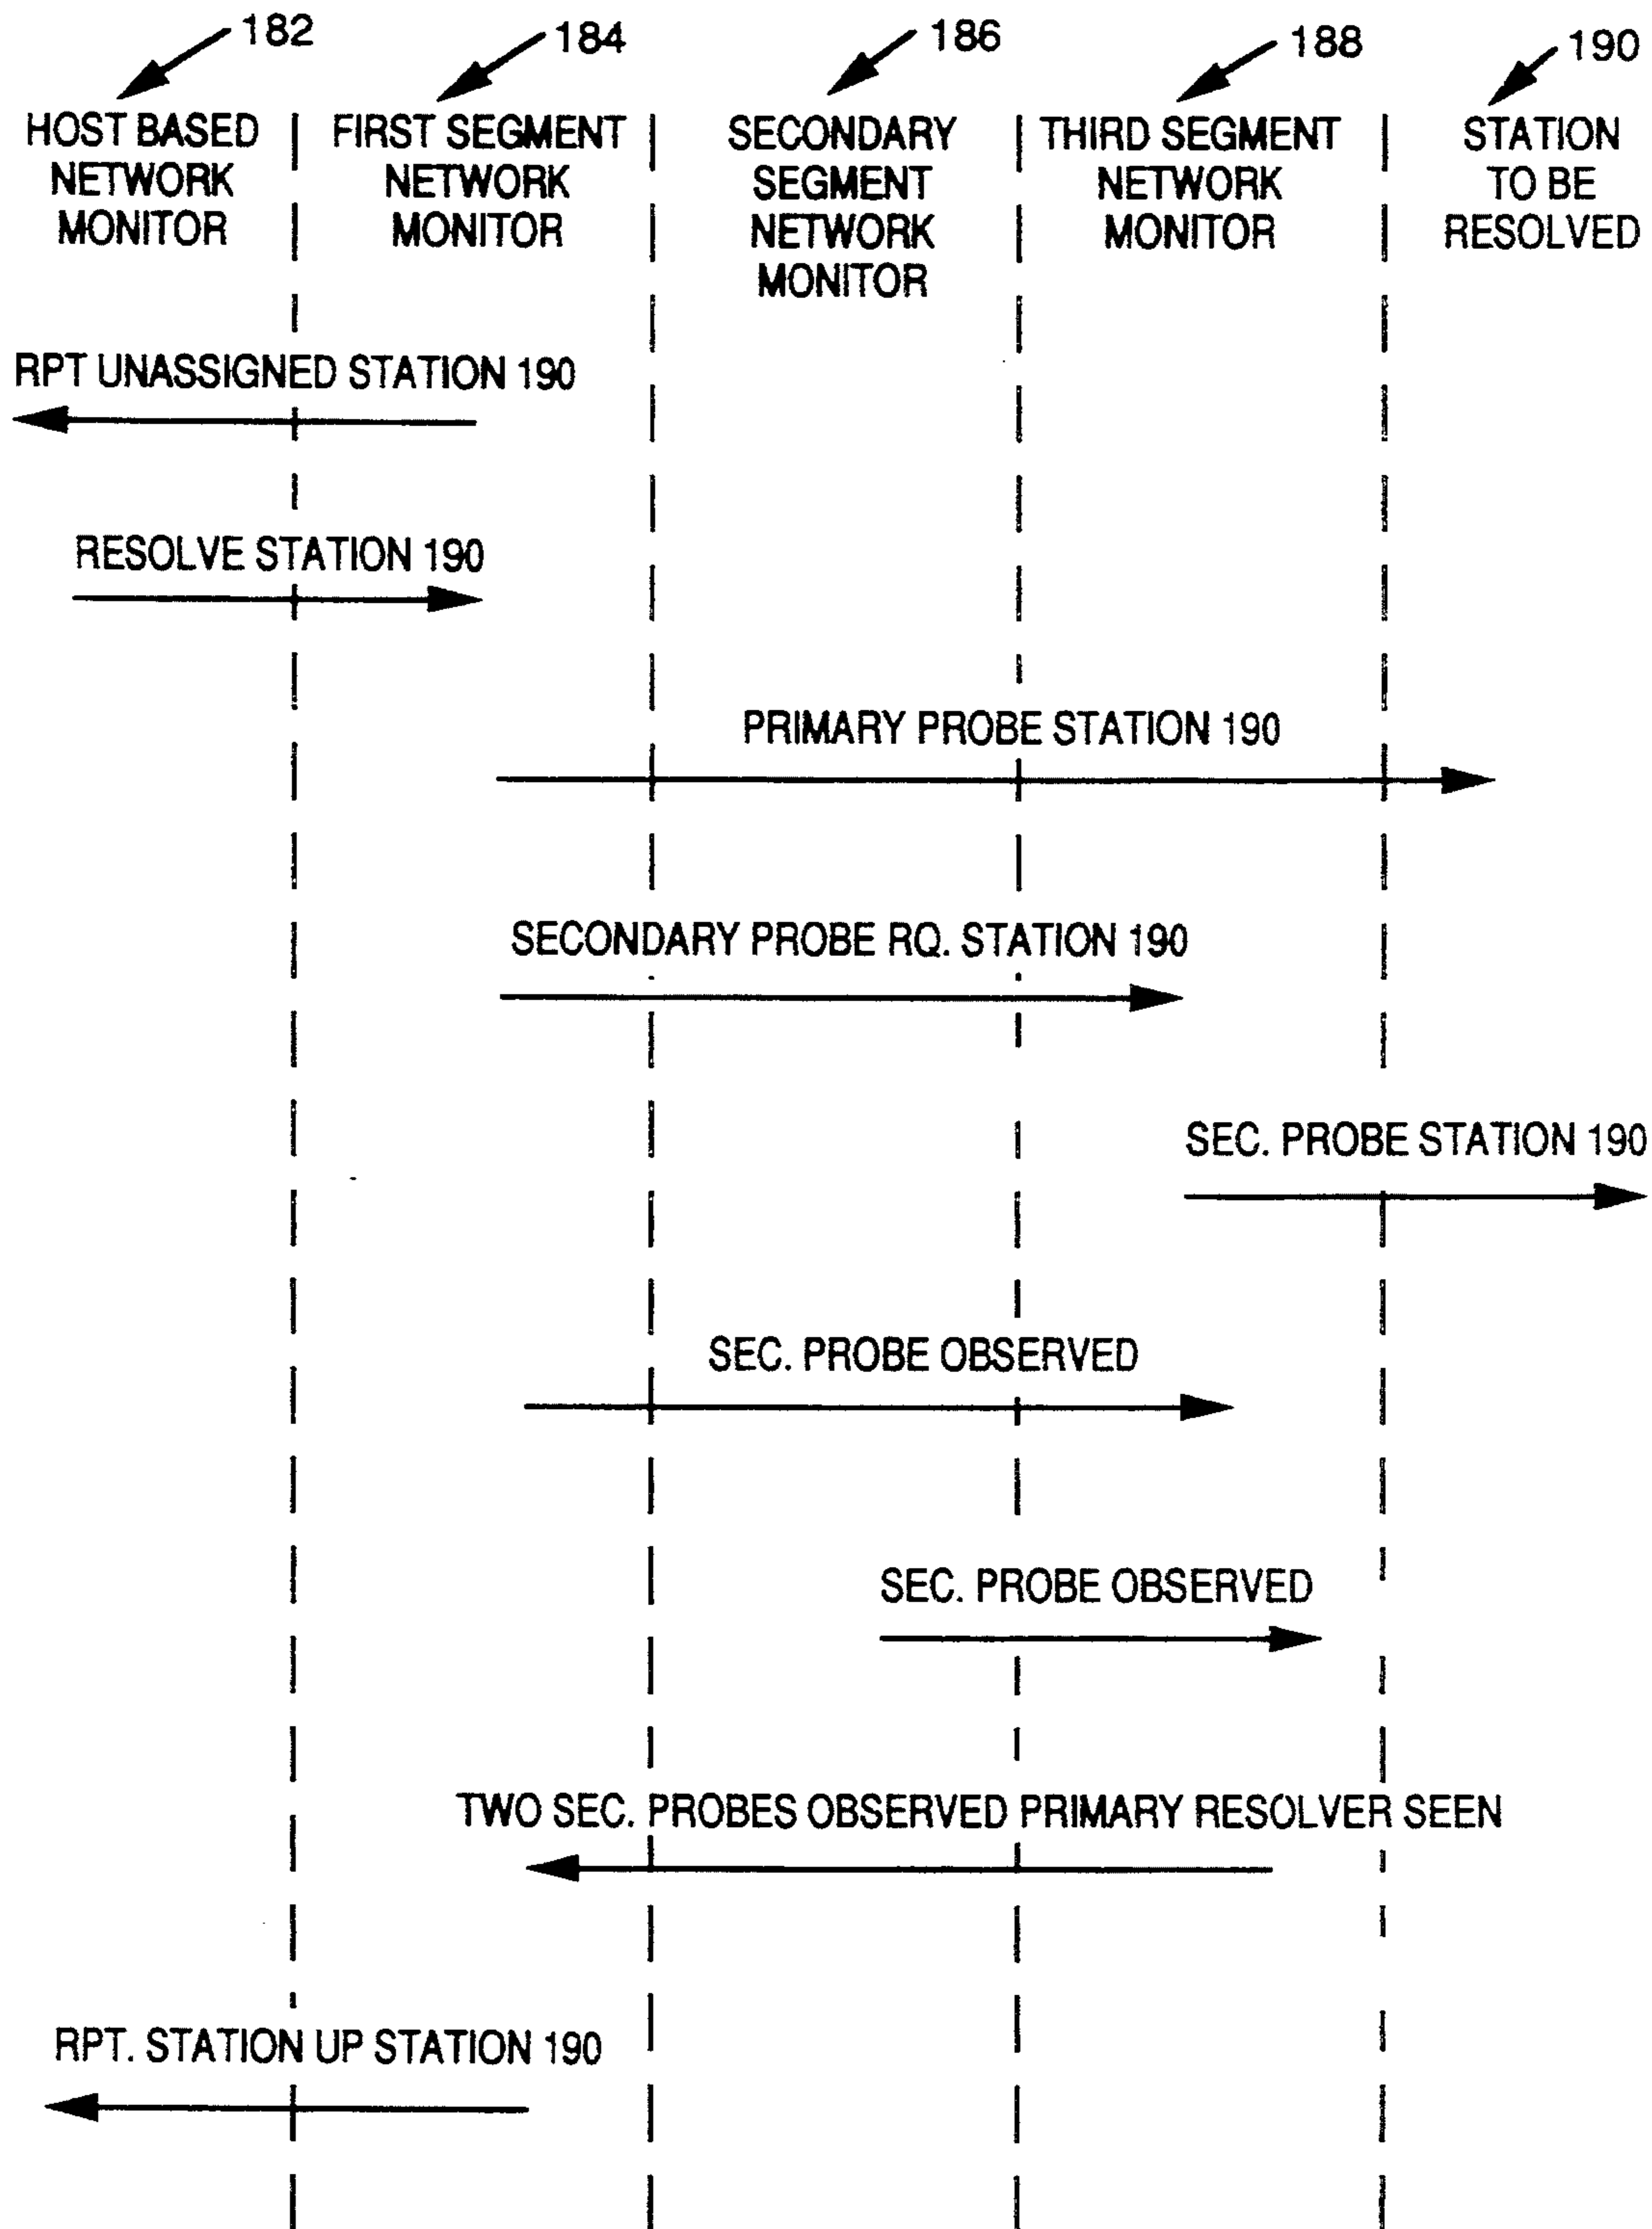 182
184
186
188
190
HOST BASED
NETWORK
MONITOR
FIRST SEGMENT
NETWORK
MONITOR
SECONDARY
SEGMENT
NETWORK
MONITOR
THIRD SEGMENT
NETWORK
MONITOR
STATION
TO BE
RESOLVED
RPT UNASSIGNED STATION 190
RESOLVE STATION 190
PRIMARY PROBE STATION 190
SECONDARY PROBE RQ. STATION 190
SEC. PROBE STATION 190
SEC. PROBE OBSERVED
SEC. PROBE OBSERVED
TWO SEC. PROBES OBSERVED PRIMARY RESOLVER SEEN
RPT. STATION UP STATION 190